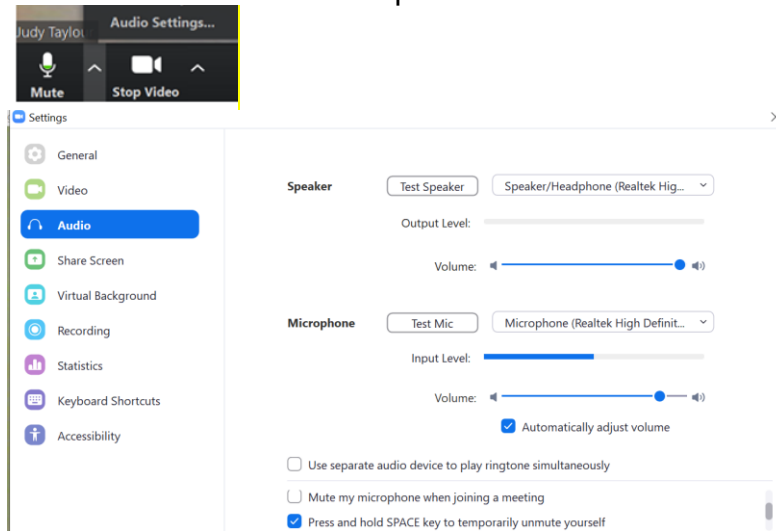 Audio Settings...
Judy Taylou
Mute
Stop Video
Settings
General
Video
Audio
Share Screen
Virtual Background
Recording
Statistics
Keyboard Shortcuts
Accessibility
Speaker
Test Speaker
Speaker/Headphone (Realtek Hig...
Output Level:
Volume:
Microphone
Test Mic
Microphone (Realtek High Definit...
Input Level:
Volume:
Automatically adjust volume
Use separate audio device to play ringtone simultaneously
Mute my microphone when joining a meeting
Press and hold SPACE key to temporarily unmute yourself